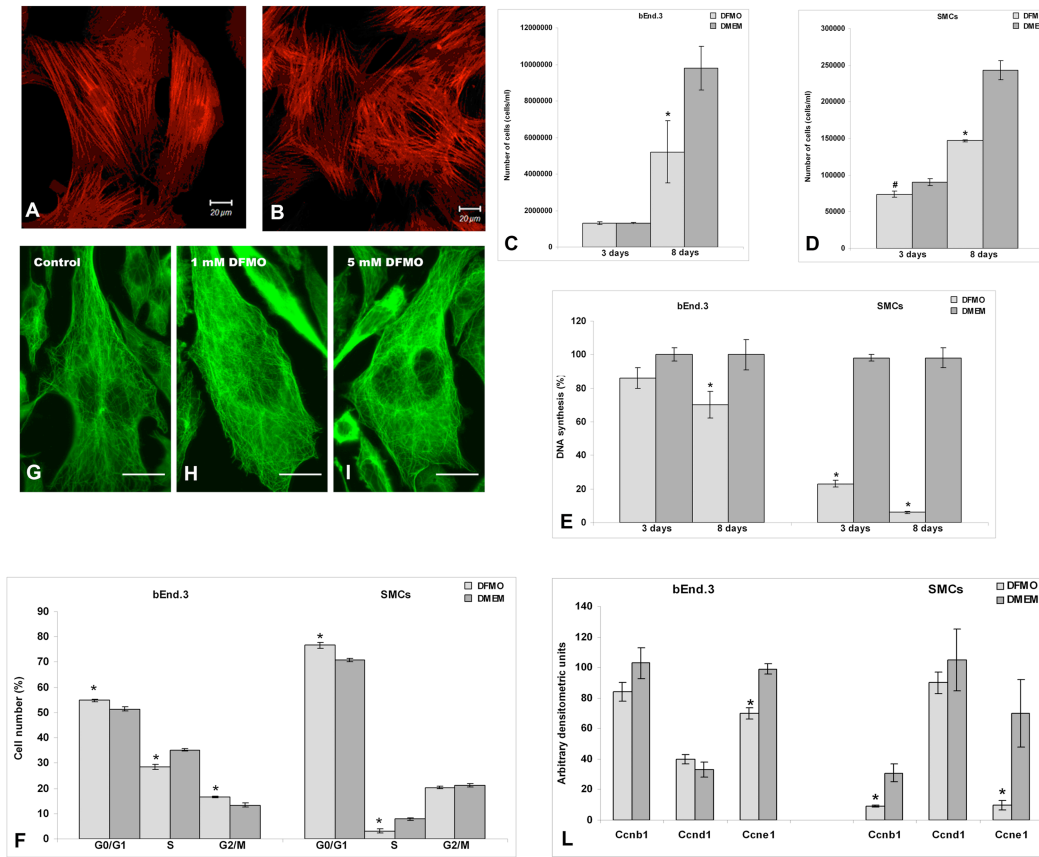 A
20 µm
B
20 µm
bEnd.3
DFMO
DMEM
Number of cells (cells/ml)
12000000
10000000
8000000
6000000
4000000
2000000
0
*
3 days
8 days
C
SMCs
DMEM
Number of cells (cells/ml)
250000
200000
150000
100000
50000
0
#
*
3 days
8 days
D
Control
G
1 mM DFMO
H
5 mM DFMO
I
bEnd.3
SMCs
DFMO
DMEM
DNA synthesis (%)
120
100
80
60
40
20
0
*
*
*
3 days
8 days
3 days
8 days
E
bEnd.3
SMCs
DFMO
DMEM
Cell number (%)
90
80
70
60
50
40
30
20
10
0
*
*
*
*
*
G0/G1
S
G2/M
G0/G1
S
G2/M
F
bEnd.3
SMCs
DFMO
DMEM
Arbitrary densitometric units
140
120
100
80
60
40
20
0
*
*
*
Ccnb1
Ccnd1
Ccne1
Ccnb1
Ccnd1
Ccne1
L